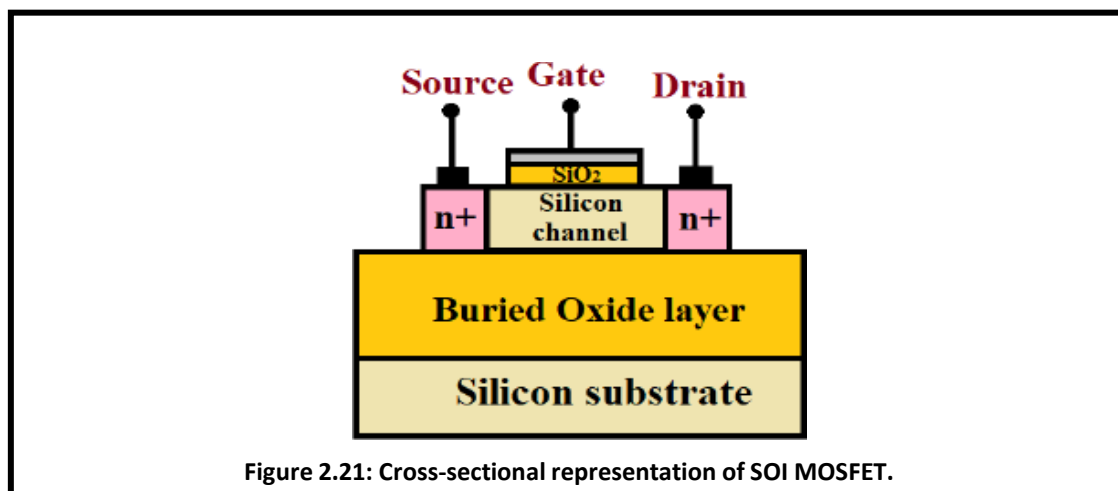 Source Gate Drain
SiO₂
n+ Silicon channel n+
Buried Oxide layer
Silicon substrate
Figure 2.21: Cross-sectional representation of SOI MOSFET.